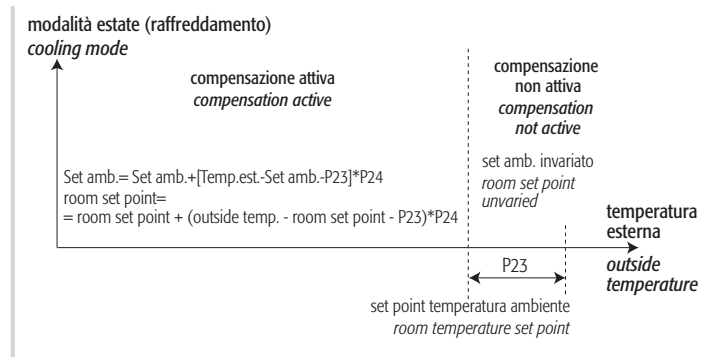 modalità estate (raffreddamento)
cooling mode
compensazione attiva
compensation active
compensazione
non attiva
compensation
not active
Set amb.= Set amb.+[Temp.est.-Set amb.-P23]*P24
room set point=
= room set point + (outside temp. - room set point - P23)*P24
set amb. invariato
room set point
unvaried
temperatura
esterna
outside
temperature
P23
set point temperatura ambiente
room temperature set point